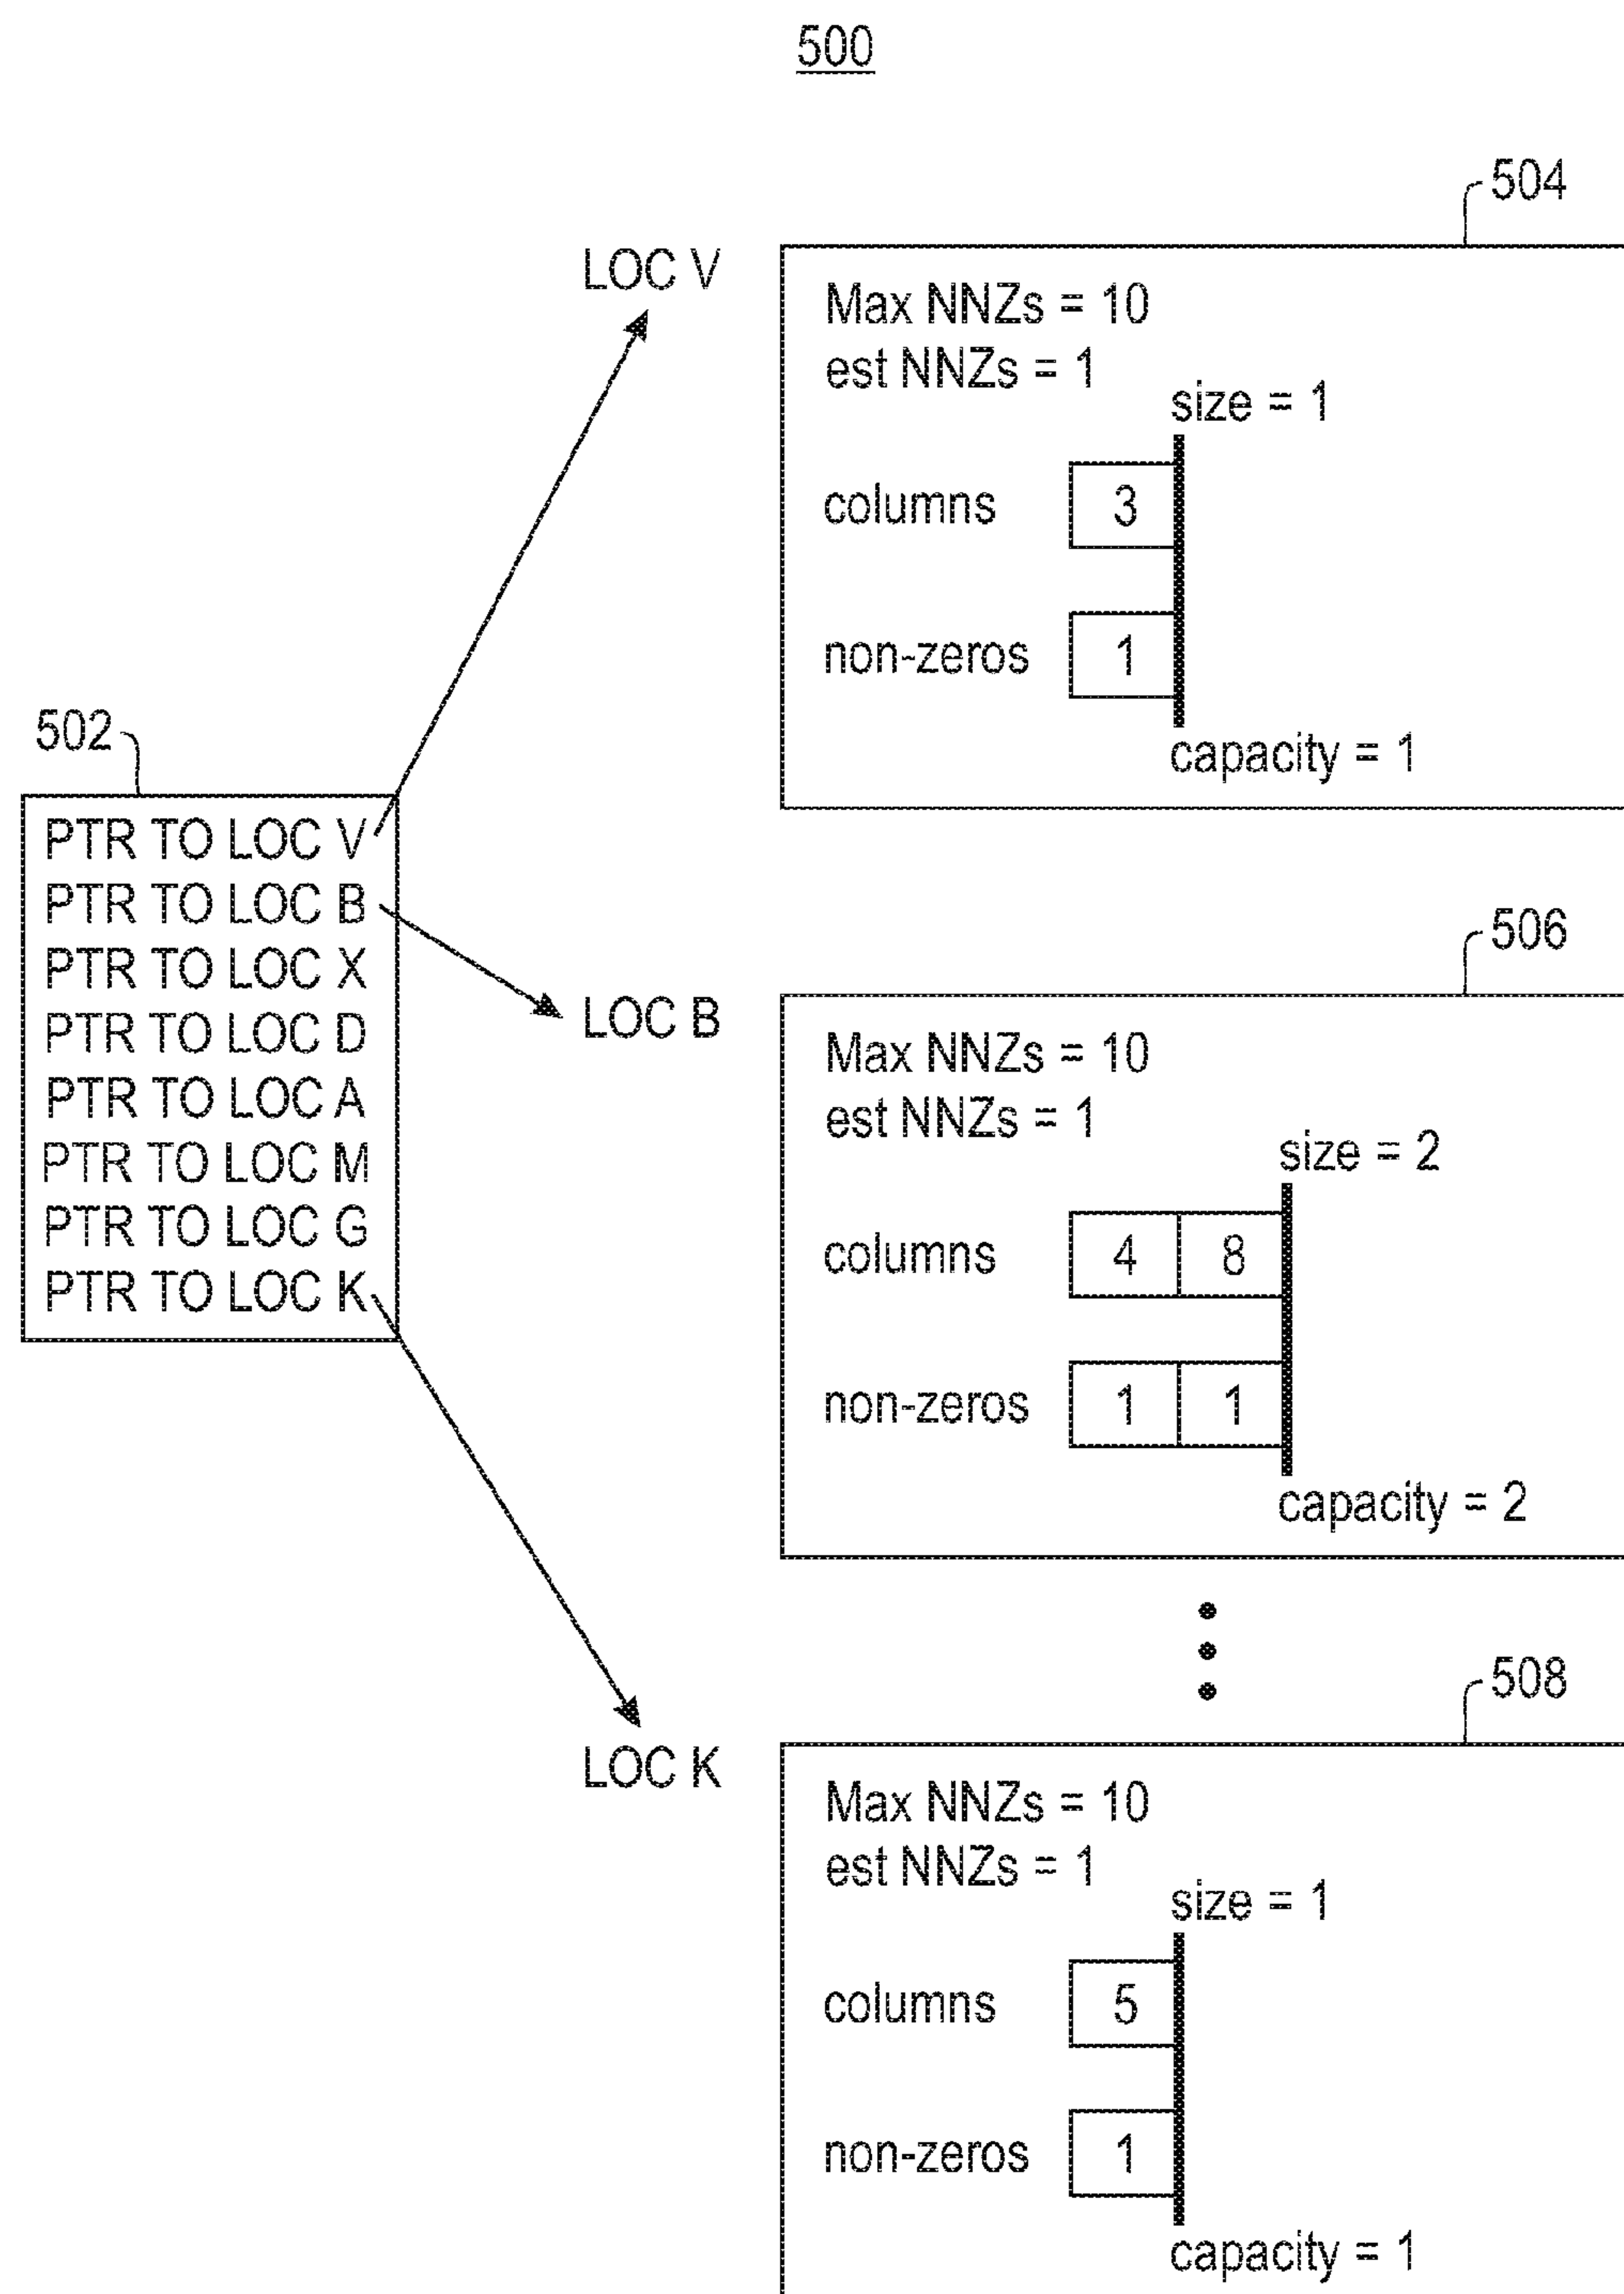 500
504
LOC V
Max NNZs = 10
est NNZs = 1
size = 1
columns 3
non-zeros 1
capacity = 1
502
PTR TO LOC V
PTR TO LOC B
PTR TO LOC X
PTR TO LOC D
PTR TO LOC A
PTR TO LOC M
PTR TO LOC G
PTR TO LOC K
506
LOC B
Max NNZs = 10
est NNZs = 1
size = 2
columns 4 8
non-zeros 1 1
capacity = 2
508
LOC K
Max NNZs = 10
est NNZs = 1
size = 1
columns 5
non-zeros 1
capacity = 1